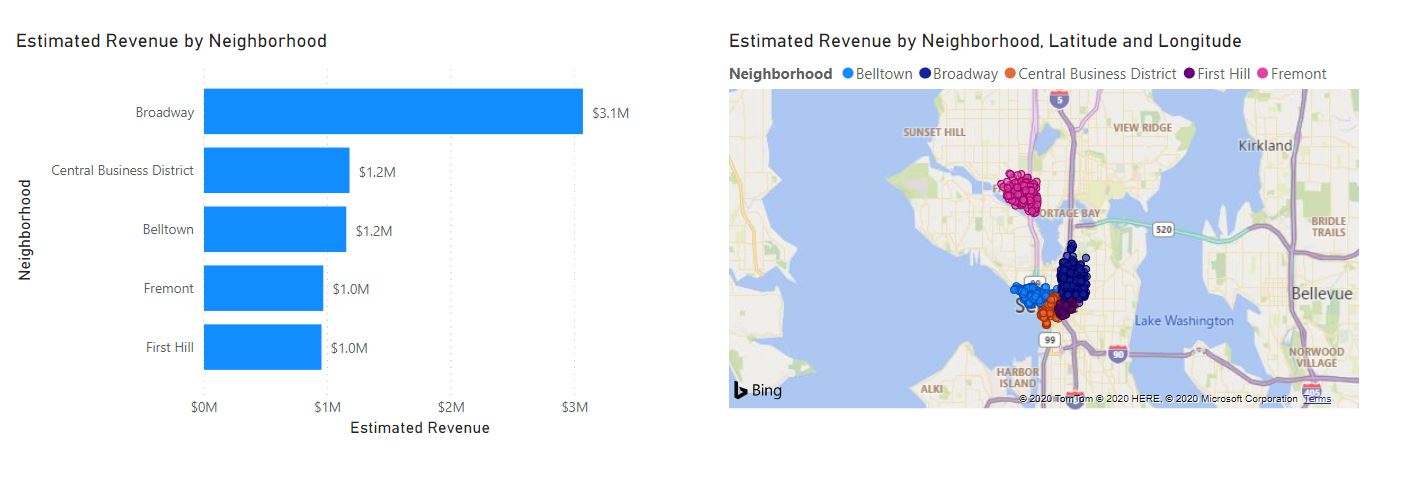 Estimated Revenue by Neighborhood
Neighborhood
Broadway $3.1M
Central Business District $1.2M
Belltown $1.2M
Fremont $1.0M
First Hill $1.0M
$0M $1M $2M $3M
Estimated Revenue
Estimated Revenue by Neighborhood, Latitude and Longitude
Neighborhood Belltown Broadway Central Business District First Hill Fremont
5
SUNSET HILL
VIEW RIDGE
Kirkland
ORTAGE BAY
520
BRIDLE
TRAILS
Se
Bellevue
Lake Washington
99
90
NORWOOD
VILLAGE
HARBOR
ISLAND
ALKI
405
Bing
© 2020 TomTom © 2020 HERE, © 2020 Microsoft Corporation Terms